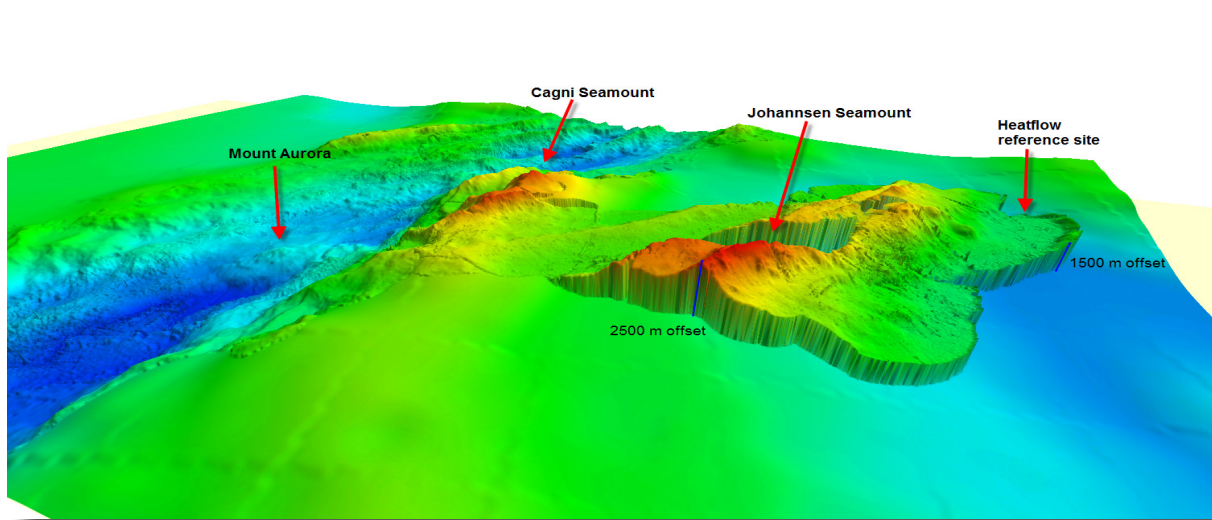 Cagni Seamount
Johannsen Seamount
Heatflow
reference site
Mount Aurora
1500 m offset
2500 m offset